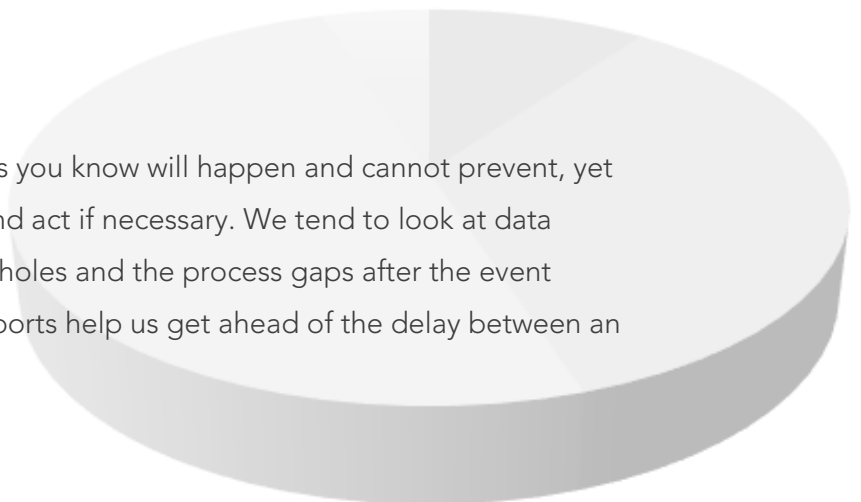 s you know will happen and cannot prevent, yet
nd act if necessary. We tend to look at data
holes and the process gaps after the event
ports help us get ahead of the delay between an